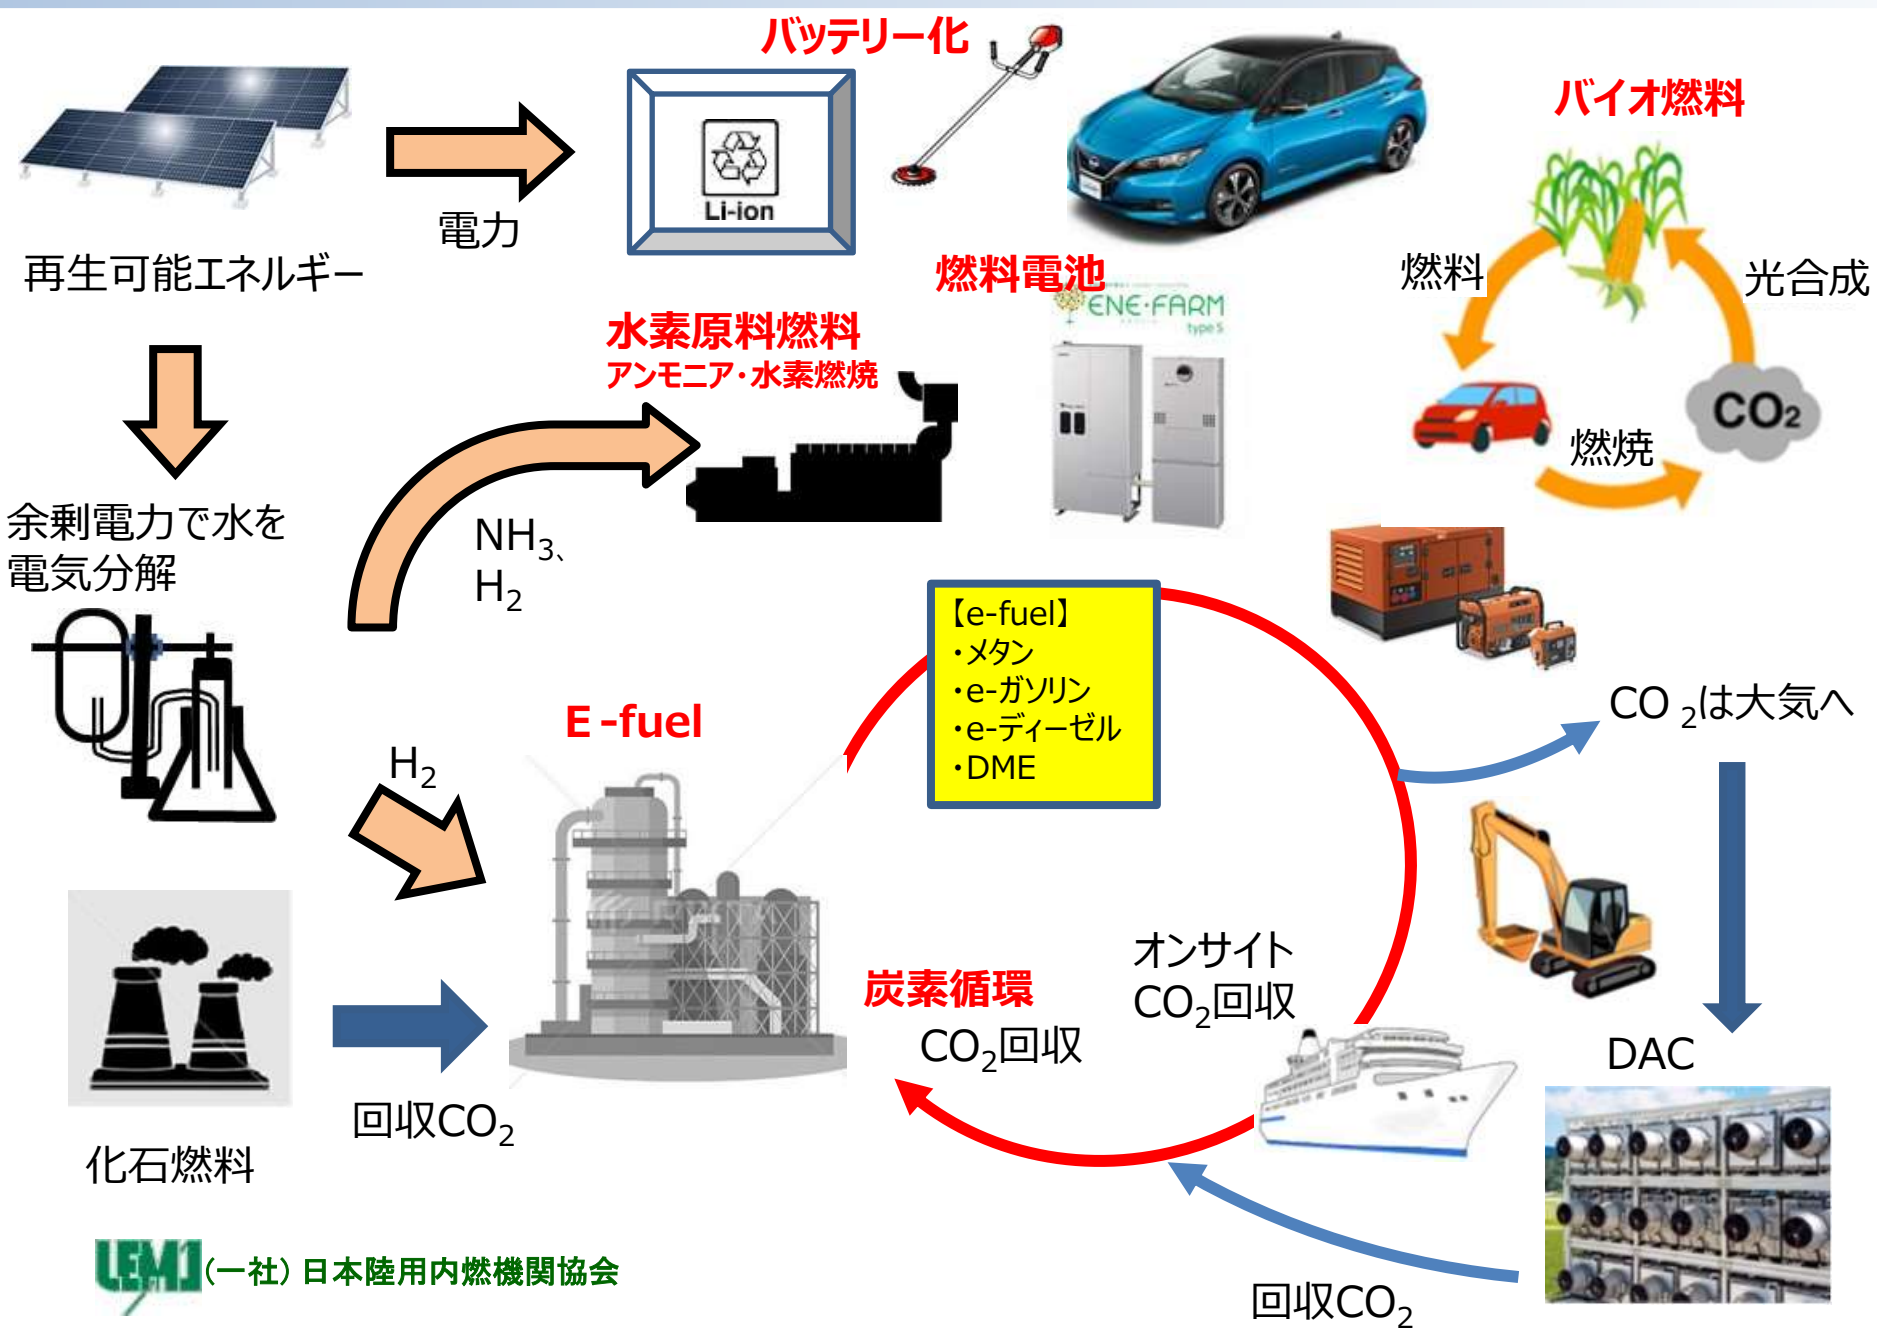 バッテリー化
Li-ion
電力
再生可能エネルギー
バイオ燃料
燃料
光合成
CO2
燃焼
燃料電池
ENE・FARM
type S
水素原料燃料
アンモニア・水素燃焼
余剰電力で水を
電気分解
NH3、
H2
【e-fuel】
・メタン
・e-ガソリン
・e-ディーゼル
・DME
E-fuel
H2
CO2は大気へ
オンサイト
CO2回収
炭素循環
CO2回収
DAC
回収CO2
化石燃料
回収CO2
LEMA
(一社)日本陸用内燃機関協会